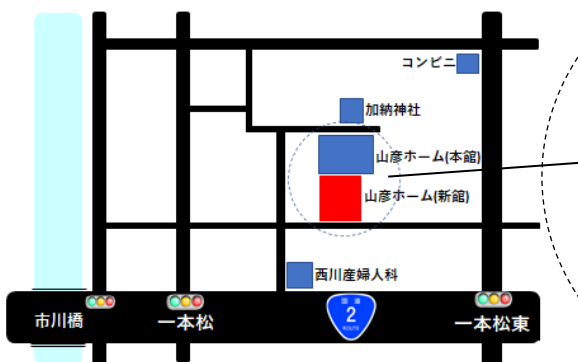 コンビニ
加納神社
山彦ホーム(本館)
山彦ホーム(新館)
西川産婦人科
市川橋
一本松
国道
2
ROUTE
一本松東